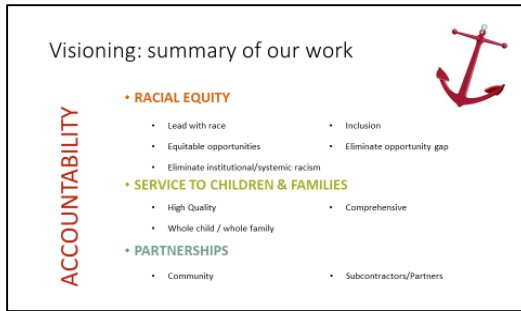 Visioning: summary of our work
ACCOUNTABILITY
• RACIAL EQUITY
• Lead with race
• Inclusion
• Equitable opportunities
• Eliminate opportunity gap
• Eliminate institutional/systemic racism
• SERVICE TO CHILDREN & FAMILIES
• High Quality
• Comprehensive
• Whole child / whole family
• PARTNERSHIPS
• Community
• Subcontractors/Partners